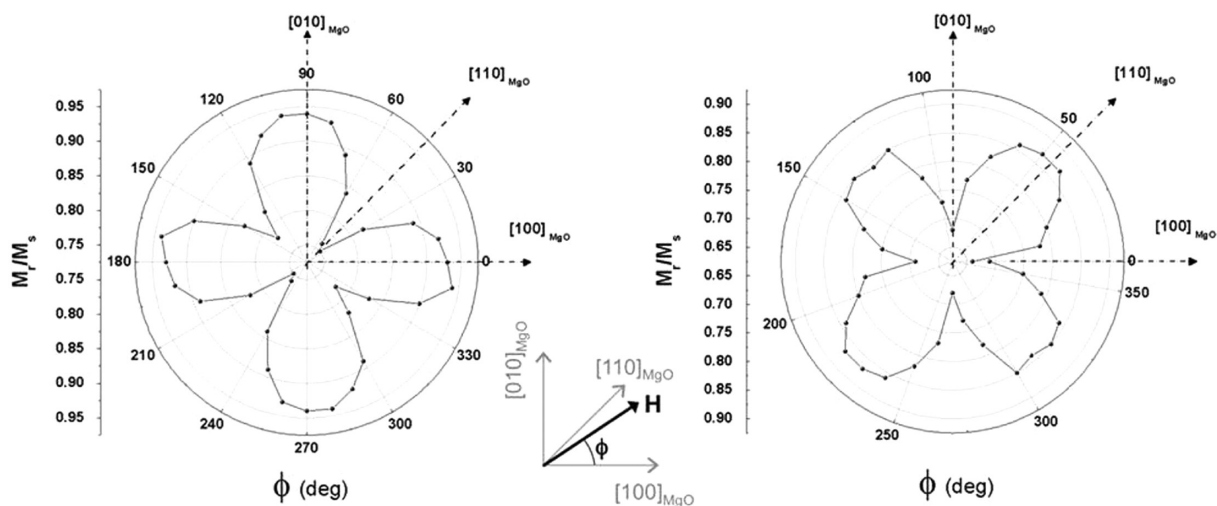 [010] MgO
90
[110] MgO
120
60
0.95
0.90
150
30
0.85
0.80
[100] MgO
0.75
Mr/Ms
180
0
0.75
0.80
0.85
210
330
0.90
0.95
240
300
270
ϕ (deg)
[010]MgO
[110]MgO
H
ϕ
[100]MgO
[010] MgO
[110] MgO
100
0.90
50
0.85
0.80
150
0.75
0.70
[100] MgO
0.65
Mr/Ms
0
0.65
350
0.70
200
0.75
0.80
0.85
300
250
0.90
ϕ (deg)